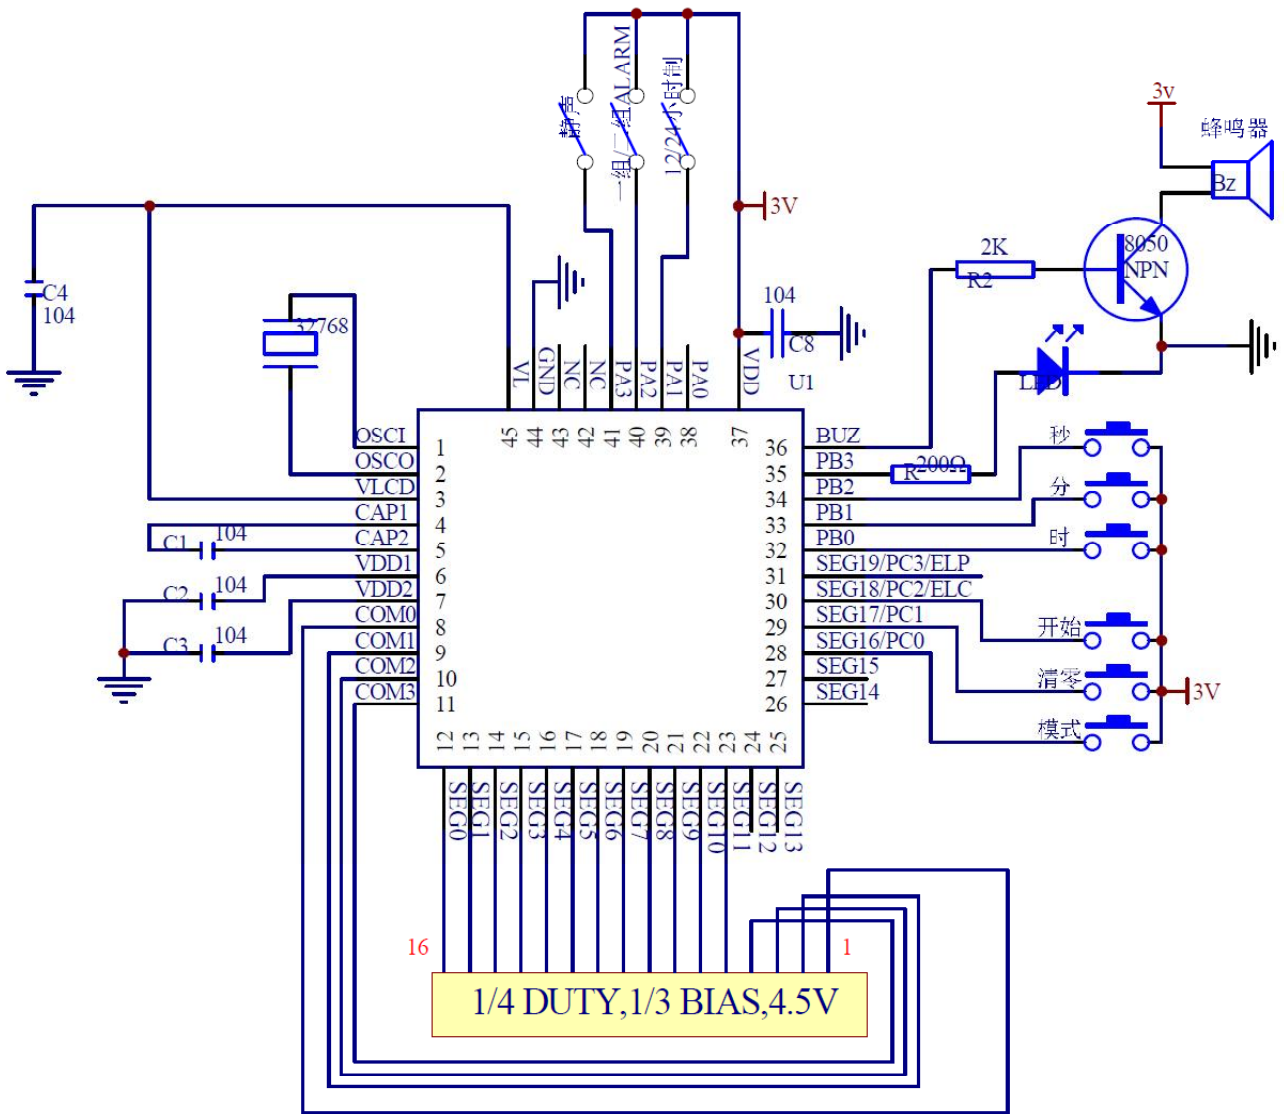 静声
一组/二组ALARM
12/24小时制
3v
蜂鸣器
Bz
3V
8050
NPN
2K
R2
C4
104
32768
104
C8
U1
LED
VL
GND
NC
NC
PA3
PA2
PA1
PA0
VDD
45
44
43
42
41
40
39
38
37
OSCI
1
OSCO
2
VLCD
3
CAP1
4
CAP2
5
VDD1
6
VDD2
7
COM0
8
COM1
9
COM2
10
COM3
11
C1
104
C2
104
C3
104
36
BUZ
35
PB3
34
PB2
33
PB1
32
PB0
31
SEG19/PC3/ELP
30
SEG18/PC2/ELC
29
SEG17/PC1
28
SEG16/PC0
27
SEG15
26
SEG14
R
200Ω
秒
分
时
开始
清零
模式
3V
12
13
14
15
16
17
18
19
20
21
22
23
24
25
SEG0
SEG1
SEG2
SEG3
SEG4
SEG5
SEG6
SEG7
SEG8
SEG9
SEG10
SEG11
SEG12
SEG13
16
1
1/4 DUTY,1/3 BIAS,4.5V